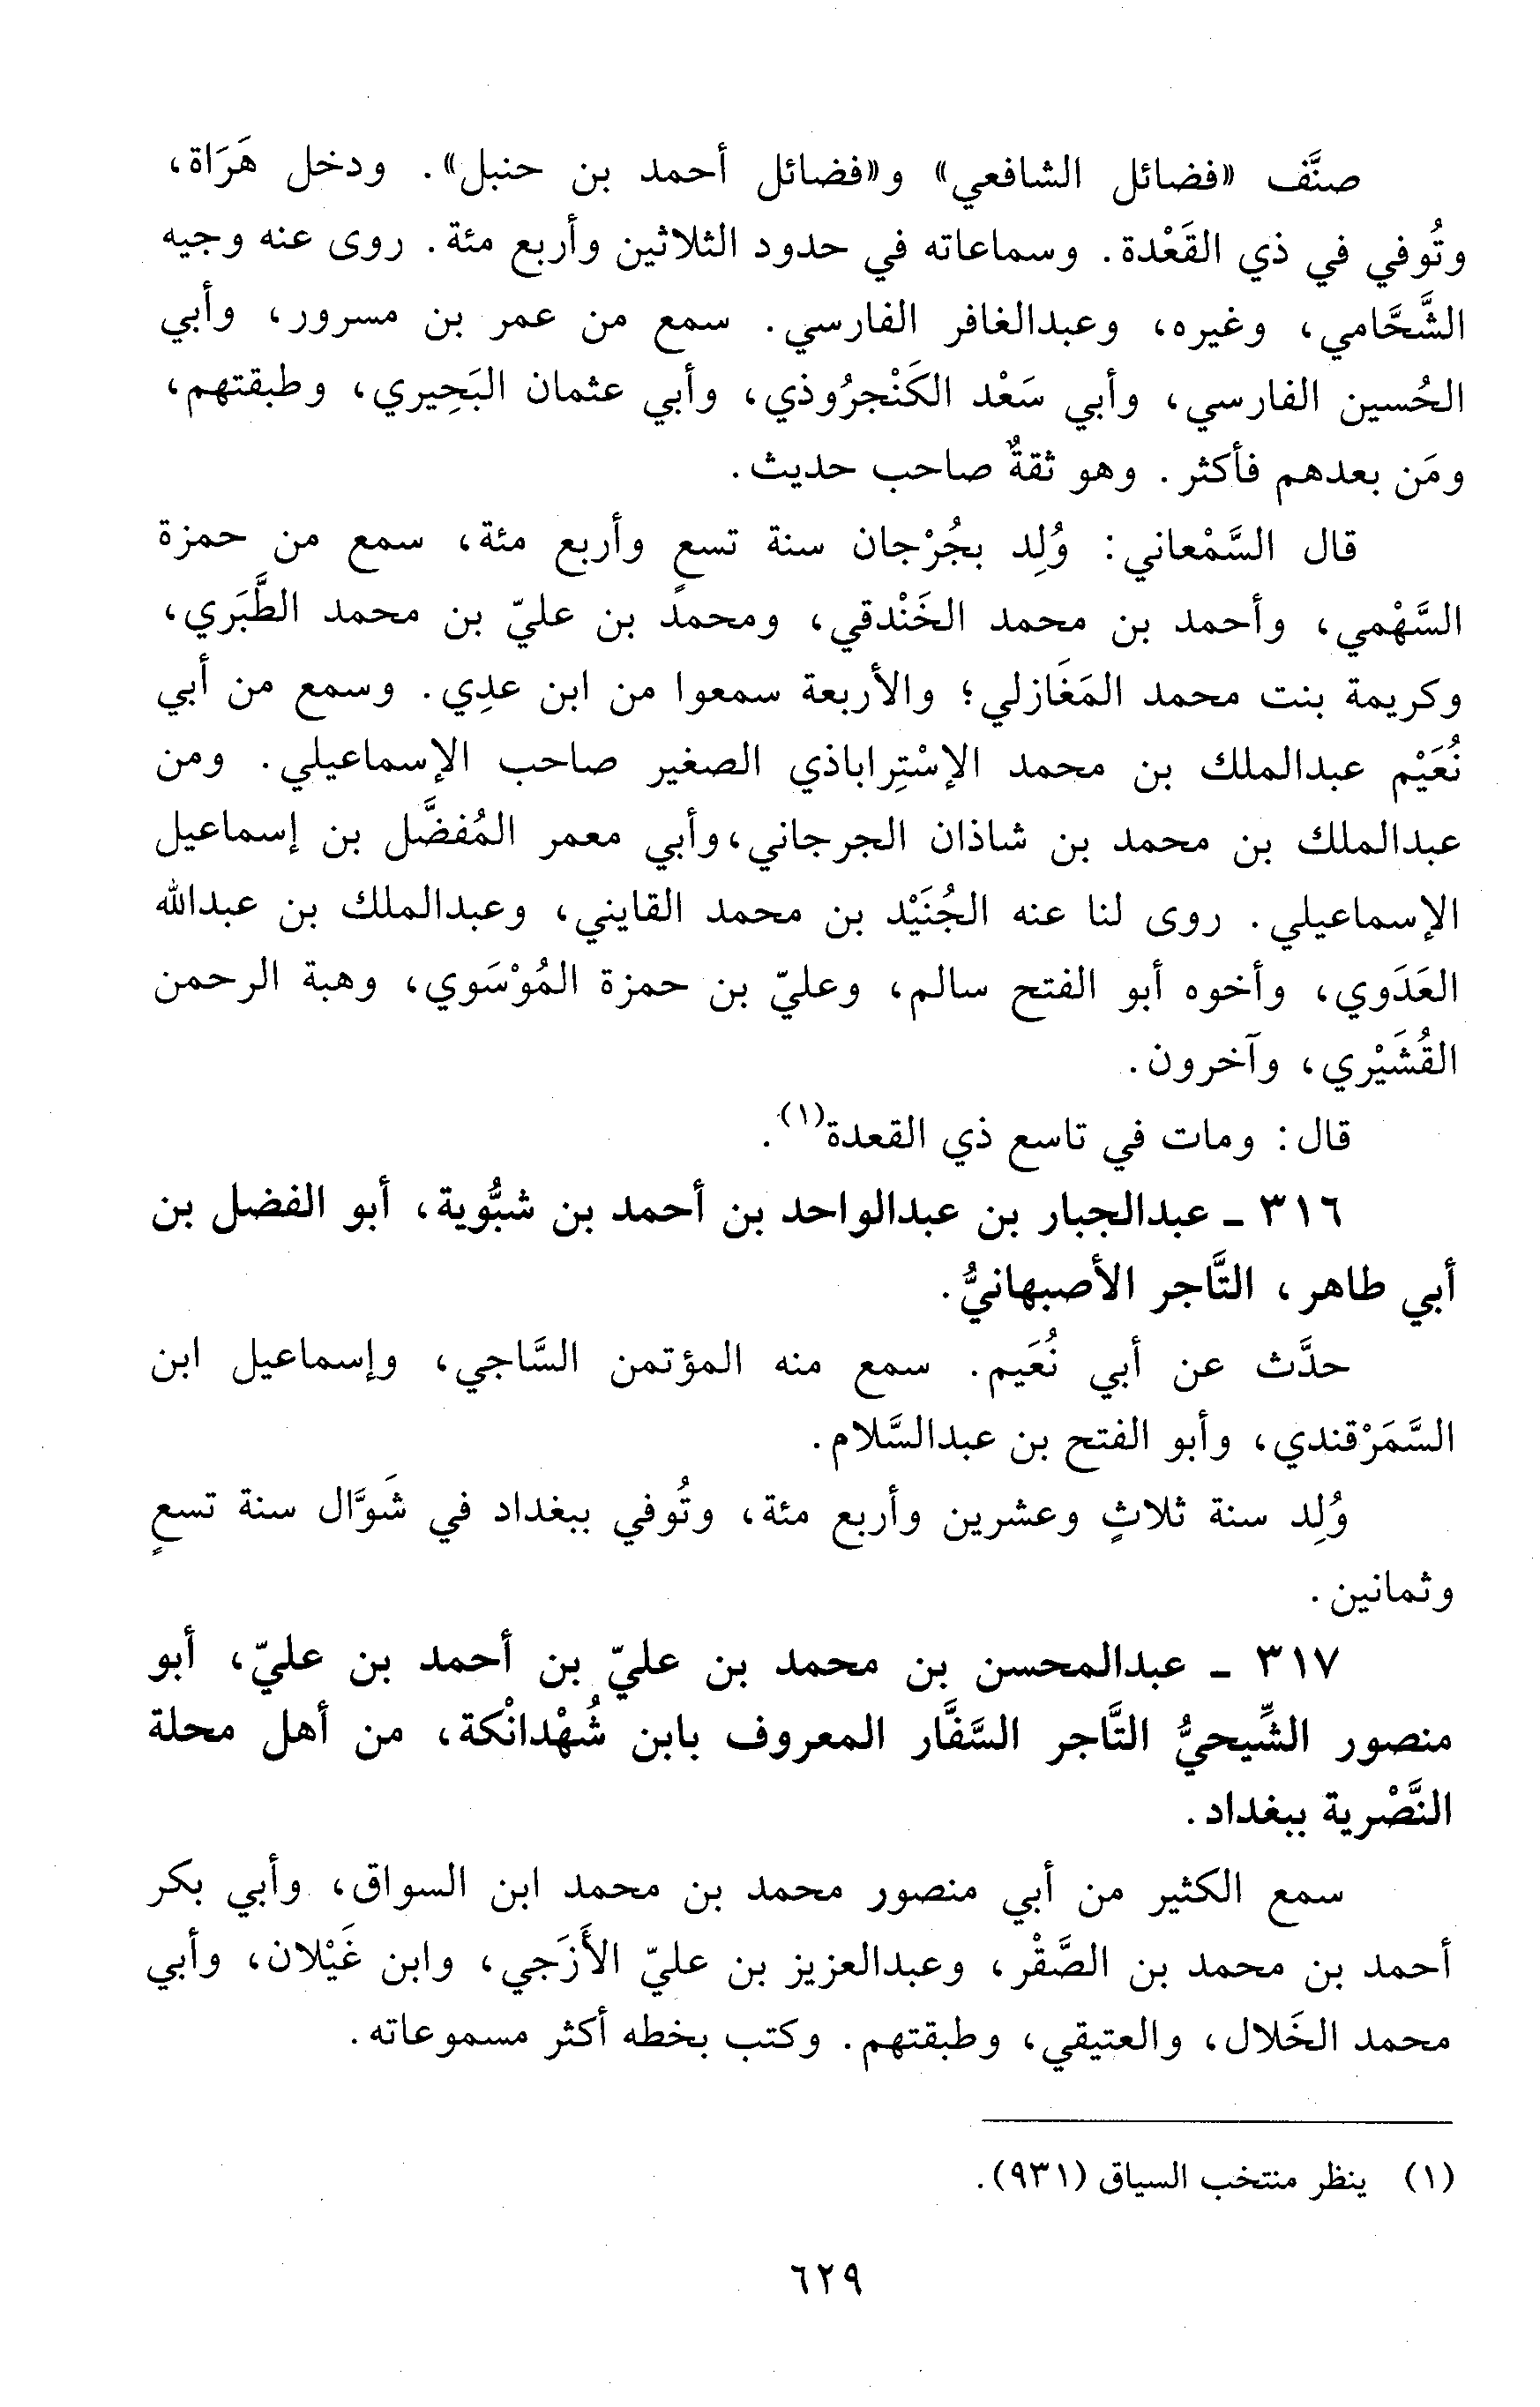 صنَّف «فضائل الشافعي» و«فضائل أحمد بن حنبل». ودخل هَرَاة،
وتُوفي في ذي القَعْدة. وسماعاته في حدود الثلاثين وأربع مئة. روى عنه وجيه
الشَّحَّامي، وغيره، وعبدالغافر الفارسي. سمع من عمر بن مسرور، وأبي
الحُسين الفارسي، وأبي سَعْد الكَنْجرُوذي، وأبي عثمان البَحِيري، وطبقتهم،
ومَن بعدهم فأكثر. وهو ثقةٌ صاحب حديث.
قال السَّمْعاني: وُلِد بجُرْجان سنة تسعٍ وأربع مئة، سمع من حمزة
السَّهْمي، وأحمد بن محمد الخَنْدقي، ومحمد بن عليّ بن محمد الطَّبَري،
وكريمة بنت محمد المَغَازلي؛ والأربعة سمعوا من ابن عدِي. وسمع من أبي
نُعَيْم عبدالملك بن محمد الإسْتِراباذي الصغير صاحب الإسماعيلي. ومن
عبدالملك بن محمد بن شاذان الجرجاني، وأبي معمر المُفضَّل بن إسماعيل
الإسماعيلي. روى لنا عنه الجُنَيْد بن محمد القايني، وعبدالملك بن عبدالله
العَدَوي، وأخوه أبو الفتح سالم، وعليّ بن حمزة المُوْسَوي، وهبة الرحمن
القُشَيْري، وآخرون.
قال: ومات في تاسع ذي القعدة(١).
٣١٦ ـ عبدالجبار بن عبدالواحد بن أحمد بن شبُّوية، أبو الفضل بن
أبي طاهر، التَّاجر الأصبهانيُّ.
حدَّث عن أبي نُعَيم. سمع منه المؤتمن السَّاجي، وإسماعيل ابن
السَّمَرْقندي، وأبو الفتح بن عبدالسَّلام.
وُلِد سنة ثلاثٍ وعشرين وأربع مئة، وتُوفي ببغداد في شَوَّال سنة تسعٍ
وثمانين.
٣١٧ ـ عبدالمحسن بن محمد بن عليّ بن أحمد بن عليّ، أبو
منصور الشِّيحيُّ التَّاجر السَّفَّار المعروف بابن شُهْدانْكة، من أهل محلة
النَّصْرية ببغداد.
سمع الكثير من أبي منصور محمد بن محمد ابن السواق، وأبي بكر
أحمد بن محمد بن الصَّقْر، وعبدالعزيز بن عليّ الأَزَجي، وابن غَيْلان، وأبي
محمد الخَلال، والعتيقي، وطبقتهم. وكتب بخطه أكثر مسموعاته.
(١) ينظر منتخب السياق (٩٣١).
٦٢٩